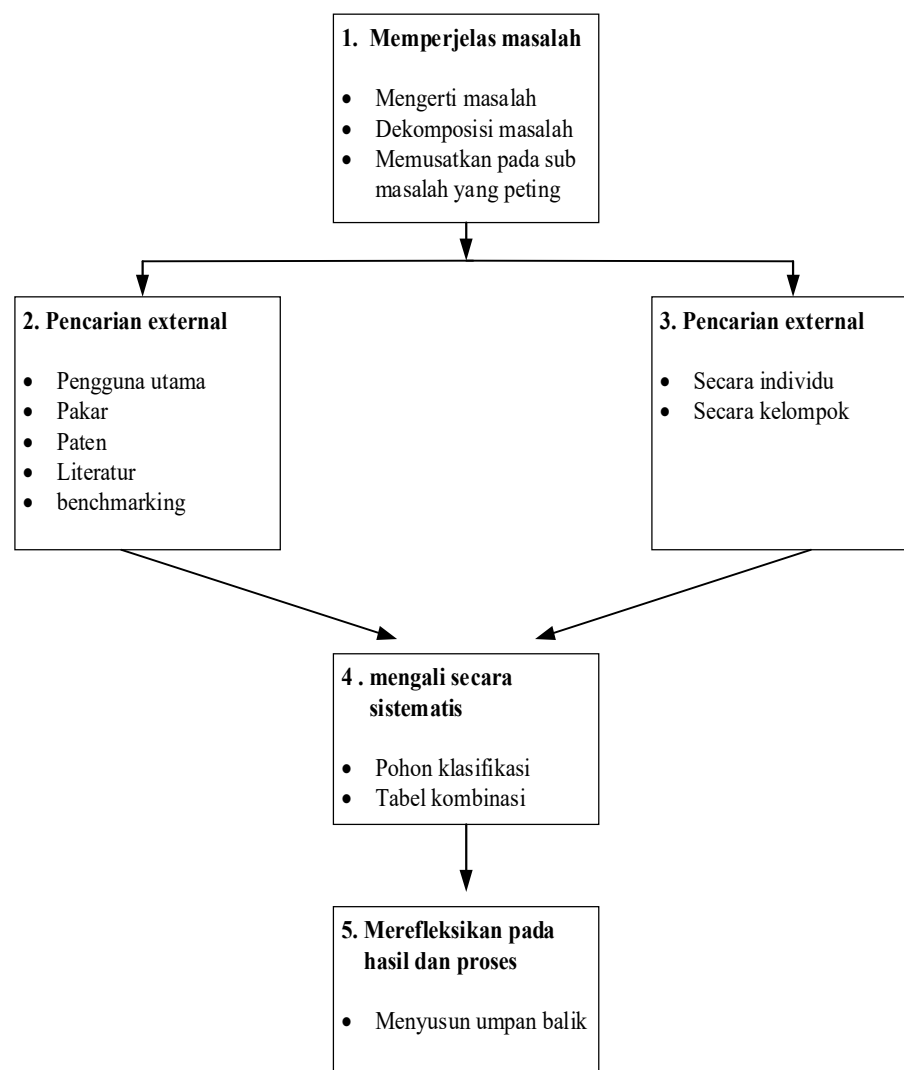 1. Memperjelas masalah
• Mengerti masalah
• Dekomposisi masalah
• Memusatkan pada sub
masalah yang peting
2. Pencarian external
• Pengguna utama
• Pakar
• Paten
• Literatur
• benchmarking
3. Pencarian external
• Secara individu
• Secara kelompok
4 . mengali secara
sistematis
• Pohon klasifikasi
• Tabel kombinasi
5. Merefleksikan pada
hasil dan proses
• Menyusun umpan balik